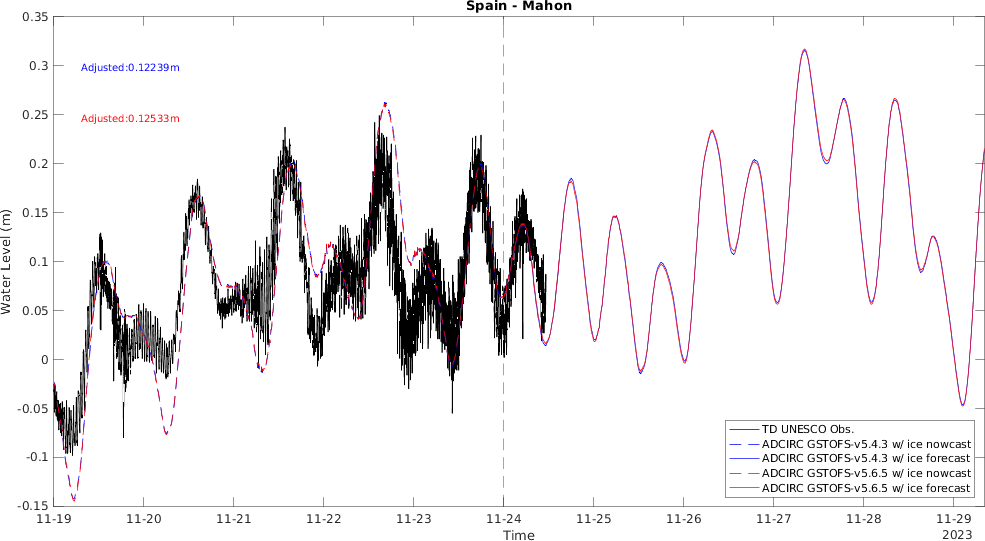 Spain - Mahon
0.35
0.3
0.25
0.2
0.15
0.1
0.05
0
-0.05
-0.1
-0.15
Water Level (m)
Adjusted:0.12239m
Adjusted:0.12533m
TD UNESCO Obs.
ADCIRC GSTOFS-v5.4.3 w/ ice nowcast
ADCIRC GSTOFS-v5.4.3 w/ ice forecast
ADCIRC GSTOFS-v5.6.5 w/ ice nowcast
ADCIRC GSTOFS-v5.6.5 w/ ice forecast
11-19 11-20 11-21 11-22 11-23 11-24 11-25 11-26 11-27 11-28 11-29
Time
2023